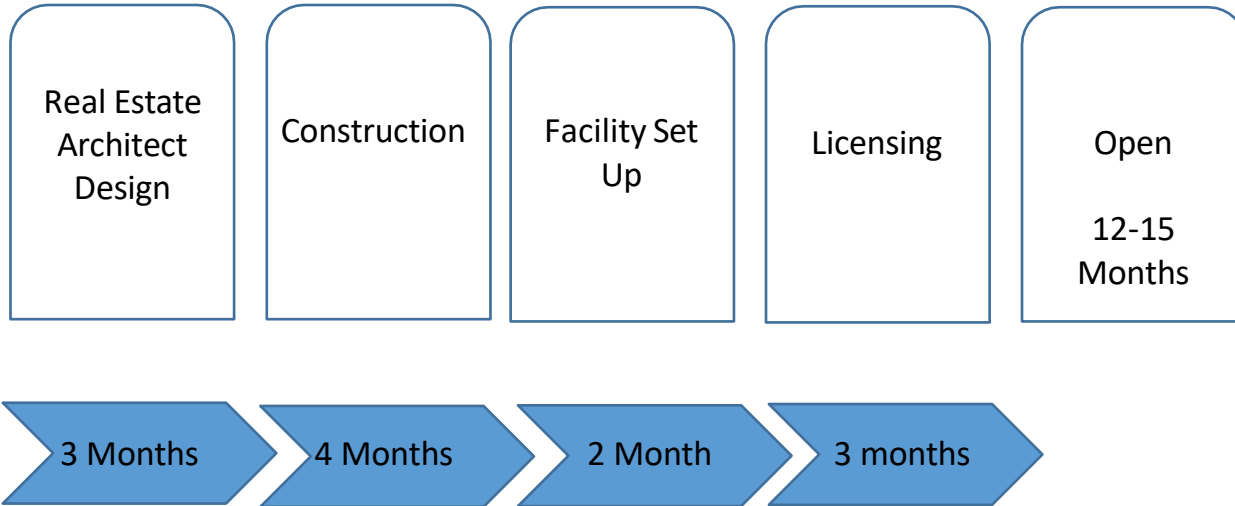 Real Estate
Architect
Design
Construction
Facility Set
Up
Licensing
Open
12-15
Months
3 Months
4 Months
2 Month
3 months